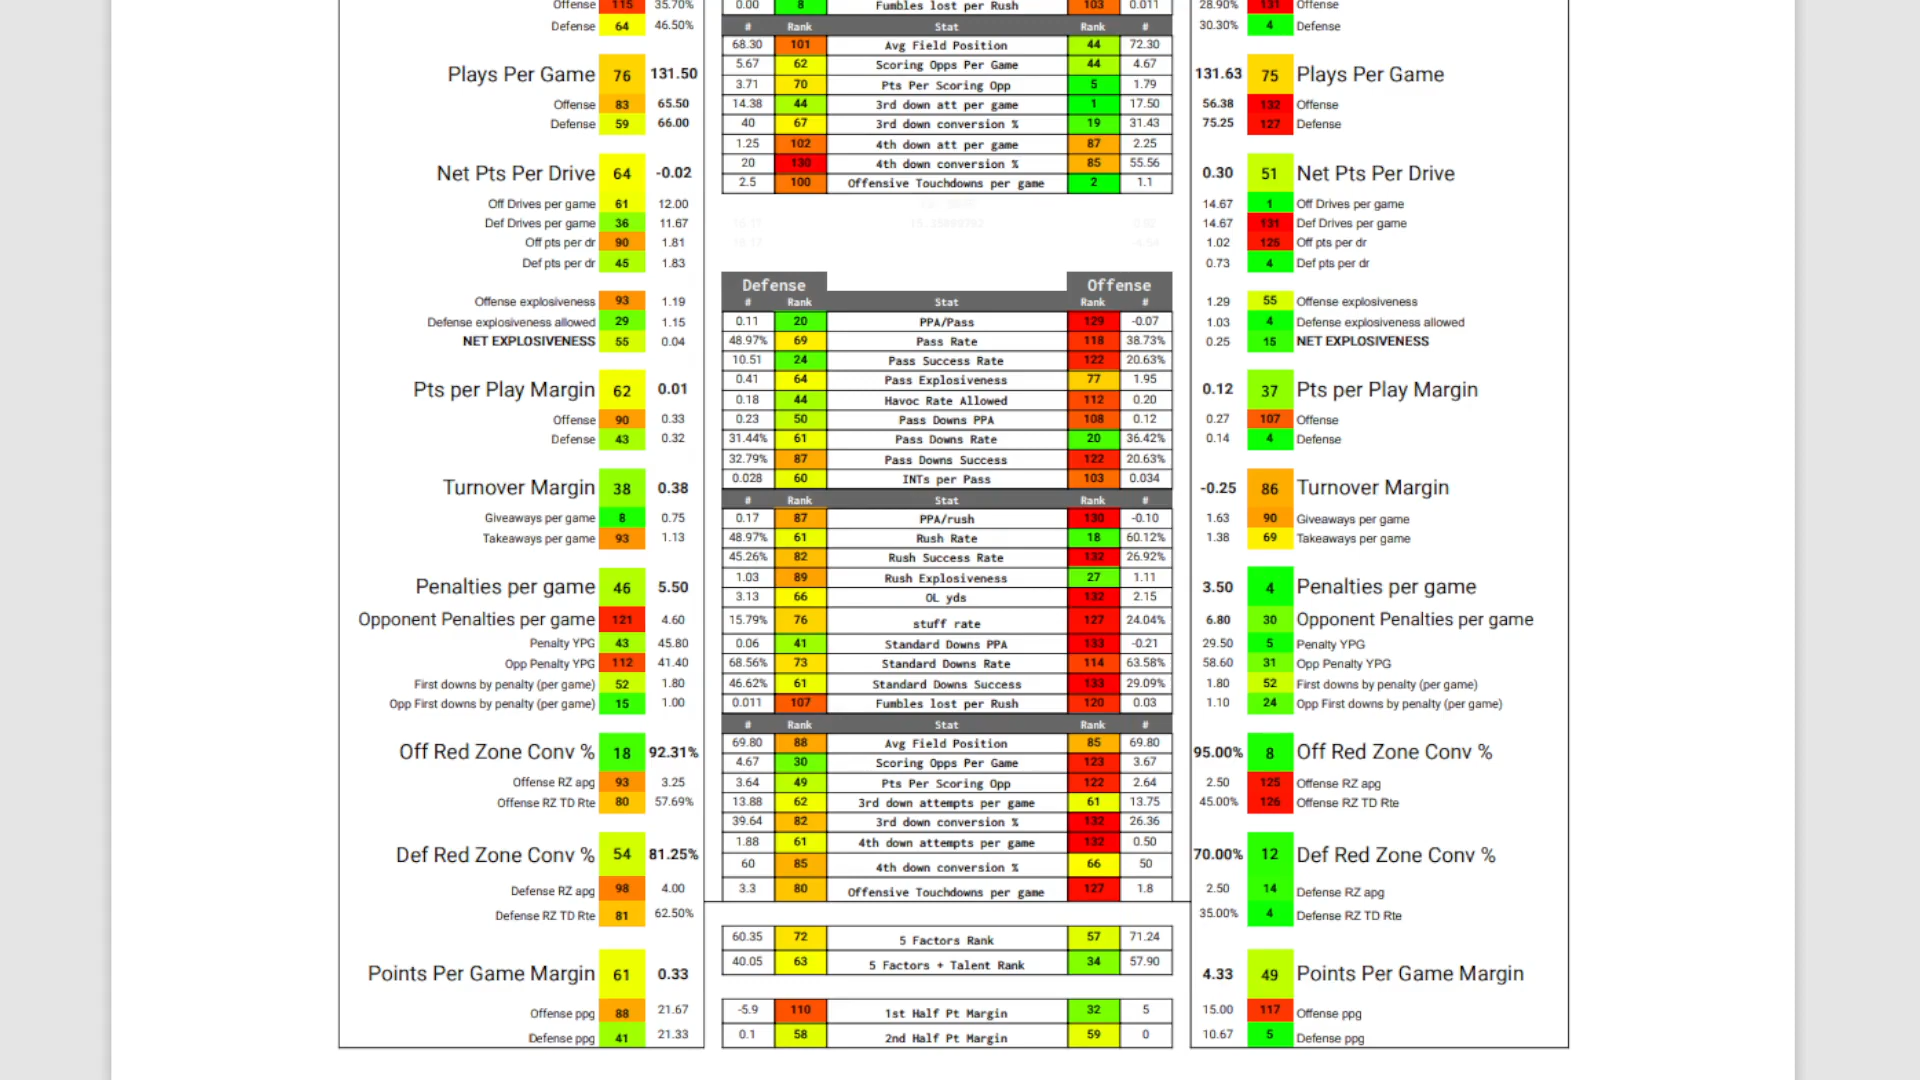 Offense 115 35.70%
Defense 64 46.50%
Plays Per Game 76 131.50
Offense 83 65.50
Defense 59 66.00
Net Pts Per Drive 64 -0.02
Off Drives per game 61 12.00
Def Drives per game 36 11.67
Off pts per dr 90 1.81
Def pts per dr 45 1.83
Offense explosiveness 93 1.19
Defense explosiveness allowed 29 1.15
NET EXPLOSIVENESS 55 0.04
Pts per Play Margin 62 0.01
Offense 90 0.33
Defense 43 0.32
Turnover Margin 38 0.38
Giveaways per game 8 0.75
Takeaways per game 93 1.13
Penalties per game 46 5.50
Opponent Penalties per game 121 4.60
Penalty YPG 43 45.80
Opp Penalty YPG 112 41.40
First downs by penalty (per game) 52 1.80
Opp First downs by penalty (per game) 15 1.00
Off Red Zone Conv % 18 92.31%
Offense RZ apg 93 3.25
Offense RZ TD Rte 80 57.69%
Def Red Zone Conv % 54 81.25%
Defense RZ apg 98 4.00
Defense RZ TD Rte 81 62.50%
Points Per Game Margin 61 0.33
Offense ppg 88 21.67
Defense ppg 41 21.33
0.00 8 Fumbles lost per Rush 103 0.011
# Rank Stat Rank #
68.30 101 Avg Field Position 44 72.30
5.67 62 Scoring Opps Per Game 44 4.67
3.71 70 Pts Per Scoring Opp 5 1.79
14.38 44 3rd down att per game 1 17.50
40 67 3rd down conversion % 19 31.43
1.25 102 4th down att per game 87 2.25
20 130 4th down conversion % 85 55.56
2.5 100 Offensive Touchdowns per game 2 1.1
Defense Offense
# Rank Stat Rank #
0.11 20 PPA/Pass 129 -0.07
48.97% 69 Pass Rate 118 38.73%
10.51 24 Pass Success Rate 122 20.63%
0.41 64 Pass Explosiveness 77 1.95
0.18 44 Havoc Rate Allowed 112 0.20
0.23 50 Pass Downs PPA 108 0.12
31.44% 61 Pass Downs Rate 20 36.42%
32.79% 87 Pass Downs Success 122 20.63%
0.028 60 INTs per Pass 103 0.034
# Rank Stat Rank #
0.17 87 PPA/rush 130 -0.10
48.97% 61 Rush Rate 18 60.12%
45.26% 82 Rush Success Rate 132 26.92%
1.03 89 Rush Explosiveness 27 1.11
3.13 66 OL yds 132 2.15
15.79% 76 stuff rate 127 24.04%
0.06 41 Standard Downs PPA 133 -0.21
68.56% 73 Standard Downs Rate 114 63.58%
46.62% 61 Standard Downs Success 133 29.09%
0.011 107 Fumbles lost per Rush 120 0.03
# Rank Stat Rank #
69.80 88 Avg Field Position 85 69.80
4.67 30 Scoring Opps Per Game 123 3.67
3.64 49 Pts Per Scoring Opp 122 2.64
13.88 62 3rd down attempts per game 61 13.75
39.64 82 3rd down conversion % 132 26.36
1.88 61 4th down attempts per game 132 0.50
60 85 4th down conversion % 66 50
3.3 80 Offensive Touchdowns per game 127 1.8
60.35 72 5 Factors Rank 57 71.24
40.05 63 5 Factors + Talent Rank 34 57.90
-5.9 110 1st Half Pt Margin 32 5
0.1 58 2nd Half Pt Margin 59 0
28.90% 131 Offense
30.30% 4 Defense
131.63 75 Plays Per Game
56.38 132 Offense
75.25 127 Defense
0.30 51 Net Pts Per Drive
14.67 1 Off Drives per game
14.67 131 Def Drives per game
1.02 126 Off pts per dr
0.73 4 Def pts per dr
1.29 55 Offense explosiveness
1.03 4 Defense explosiveness allowed
0.25 15 NET EXPLOSIVENESS
0.12 37 Pts per Play Margin
0.27 107 Offense
0.14 4 Defense
-0.25 86 Turnover Margin
1.63 90 Giveaways per game
1.38 69 Takeaways per game
3.50 4 Penalties per game
6.80 30 Opponent Penalties per game
29.50 5 Penalty YPG
58.60 31 Opp Penalty YPG
1.80 52 First downs by penalty (per game)
1.10 24 Opp First downs by penalty (per game)
95.00% 8 Off Red Zone Conv %
2.50 125 Offense RZ apg
45.00% 126 Offense RZ TD Rte
70.00% 12 Def Red Zone Conv %
2.50 14 Defense RZ apg
35.00% 4 Defense RZ TD Rte
4.33 49 Points Per Game Margin
15.00 117 Offense ppg
10.67 5 Defense ppg